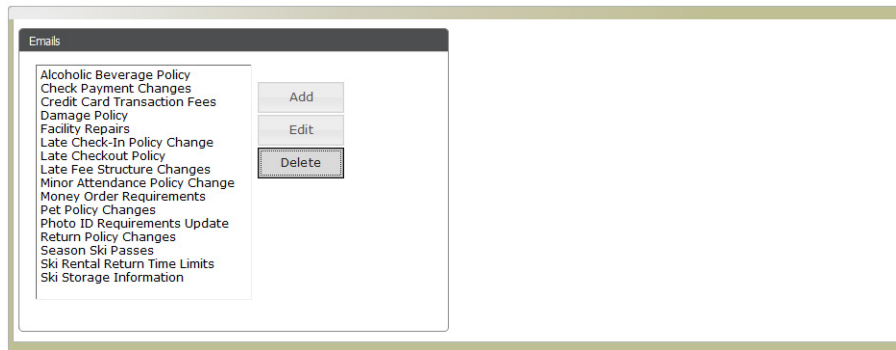 Emails
Alcoholic Beverage Policy
Check Payment Changes
Credit Card Transaction Fees
Damage Policy
Facility Repairs
Late Check-In Policy Change
Late Checkout Policy
Late Fee Structure Changes
Minor Attendance Policy Change
Money Order Requirements
Pet Policy Changes
Photo ID Requirements Update
Return Policy Changes
Season Ski Passes
Ski Rental Return Time Limits
Ski Storage Information
Add
Edit
Delete